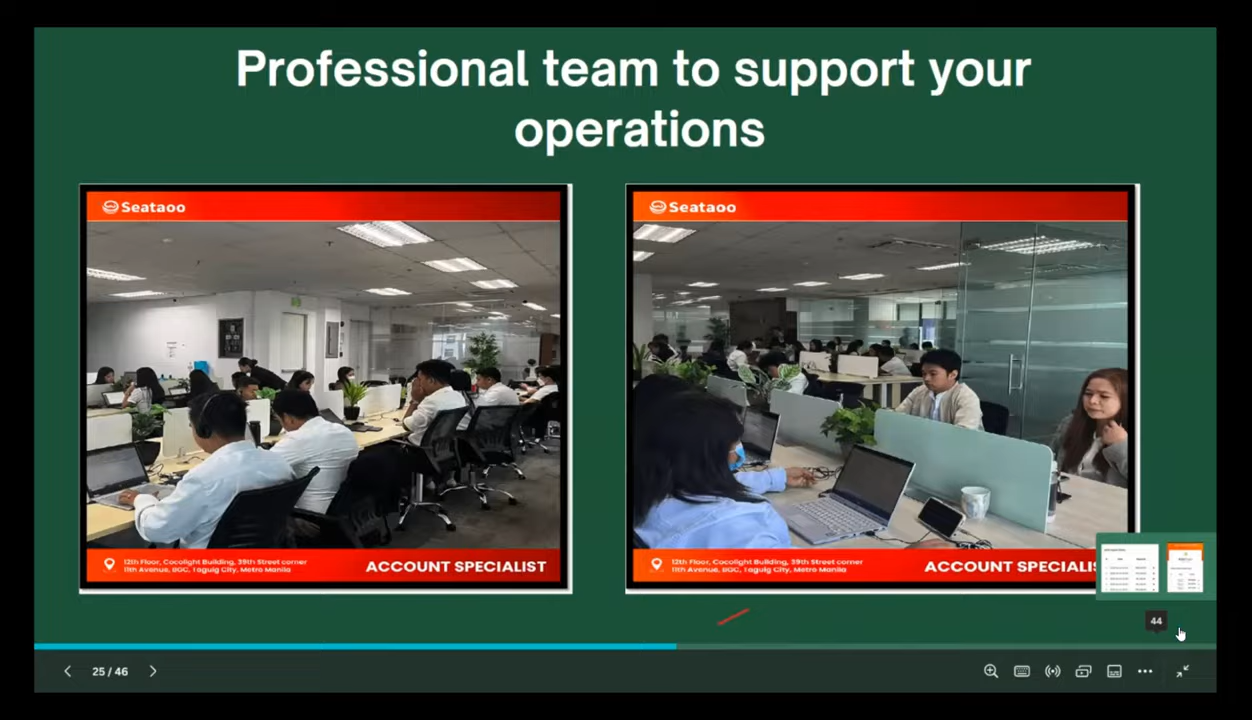 Professional team to support your
operations
Seataoo
Seataoo
12th Floor, Cocolight Building, 39th Street corner
11th Avenue, BGC, Taguig City, Metro Manila
ACCOUNT SPECIALIST
12th Floor, Cocolight Building, 39th Street corner
11th Avenue, BGC, Taguig City, Metro Manila
ACCOUNT SPECIALIS
44
25 / 46